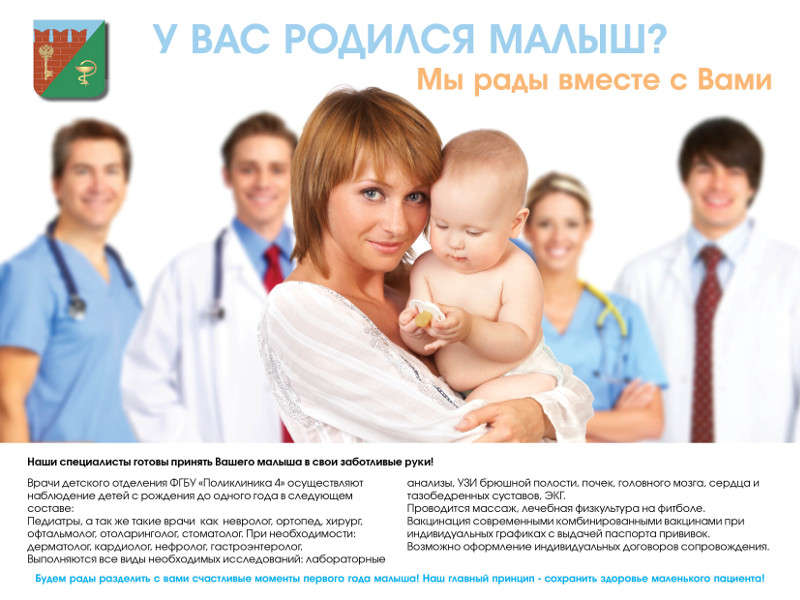 У ВАС РОДИЛСЯ МАЛЫШ?
Мы рады вместе с Вами
Наши специалисты готовы принять Вашего малыша в свои заботливые руки!
Врачи детского отделения ФГБУ «Поликлиника 4» осуществляют
наблюдение детей с рождения до одного года в следующем
составе:
Педиатры, а так же такие врачи как невролог, ортопед, хирург,
офтальмолог, отоларинголог, стоматолог. При необходимости:
дерматолог, кардиолог, нефролог, гастроэнтеролог.
Выполняются все виды необходимых исследований: лабораторные
анализы, УЗИ брюшной полости, почек, головного мозга, сердца и
тазобедренных суставов, ЭКГ.
Проводится массаж, лечебная физкультура на фитболе.
Вакцинация современными комбинированными вакцинами при
индивидуальных графиках с выдачей паспорта прививок.
Возможно оформление индивидуальных договоров сопровождения.
Будем рады разделить с вами счастливые моменты первого года малыша! Наш главный принцип - сохранить здоровье маленького пациента!